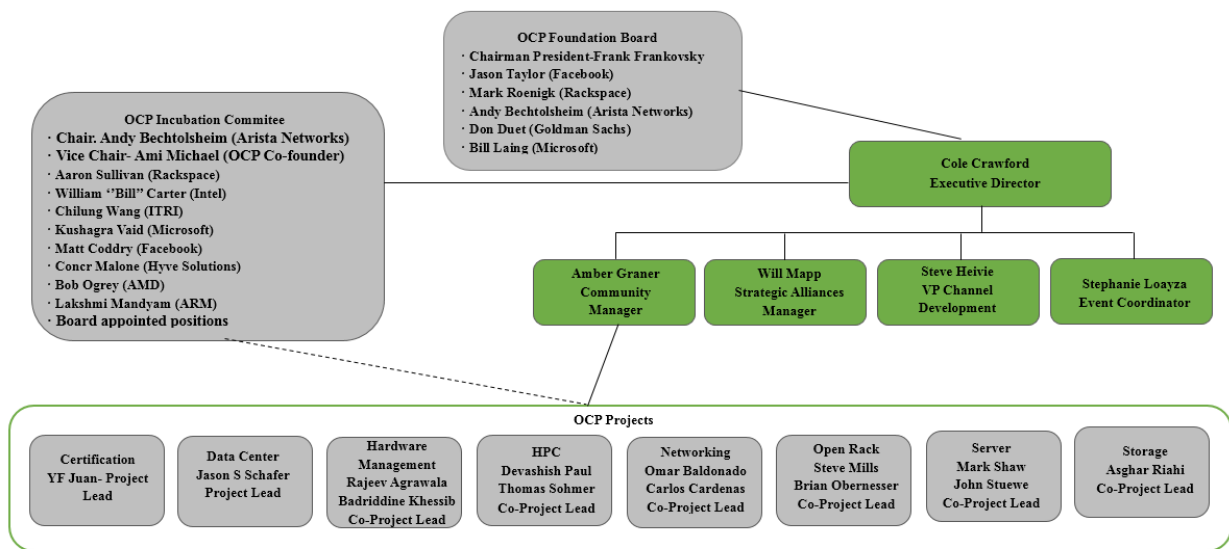 OCP Foundation Board
· Chairman President-Frank Frankovsky
· Jason Taylor (Facebook)
· Mark Roenigk (Rackspace)
· Andy Bechtolsheim (Arista Networks)
· Don Duet (Goldman Sachs)
· Bill Laing (Microsoft)
OCP Incubation Commitee
· Chair. Andy Bechtolsheim (Arista Networks)
· Vice Chair- Ami Michael (OCP Co-founder)
· Aaron Sullivan (Rackspace)
· William ‘’Bill’’ Carter (Intel)
· Chilung Wang (ITRI)
· Kushagra Vaid (Microsoft)
· Matt Coddry (Facebook)
· Concr Malone (Hyve Solutions)
· Bob Ogrey (AMD)
· Lakshmi Mandyam (ARM)
· Board appointed positions
Cole Crawford
Executive Director
Amber Graner
Community
Manager
Will Mapp
Strategic Alliances
Manager
Steve Heivie
VP Channel
Development
Stephanie Loayza
Event Coordinator
OCP Projects
Certification
YF Juan- Project
Lead
Data Center
Jason S Schafer
Project Lead
Hardware
Management
Rajeev Agrawala
Badriddine Khessib
Co-Project Lead
HPC
Devashish Paul
Thomas Sohmer
Co-Project Lead
Networking
Omar Baldonado
Carlos Cardenas
Co-Project Lead
Open Rack
Steve Mills
Brian Obernesser
Co-Project Lead
Server
Mark Shaw
John Stuewe
Co-Project Lead
Storage
Asghar Riahi
Co-Project Lead